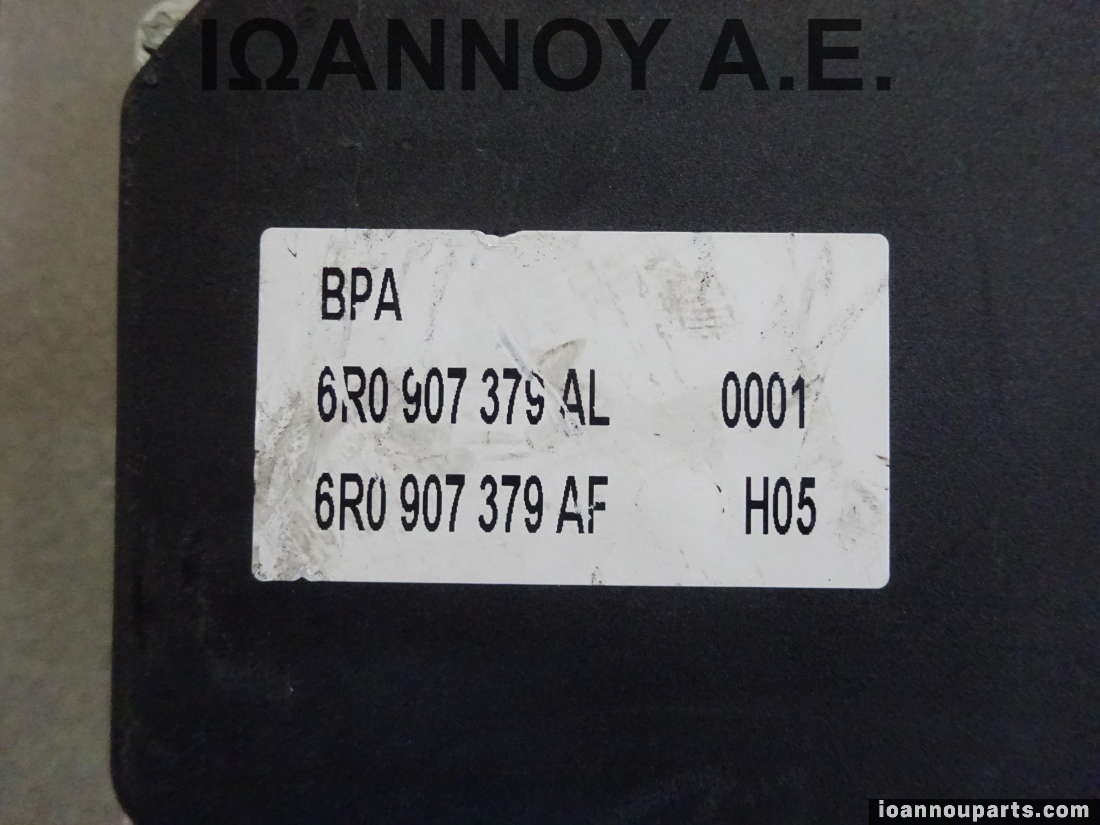 ΙΩΑΝΝΟΥ Α.Ε.
BPA
6R0 907 379 AL 0001
6R0 907 379 AF H05
ioannouparts.com